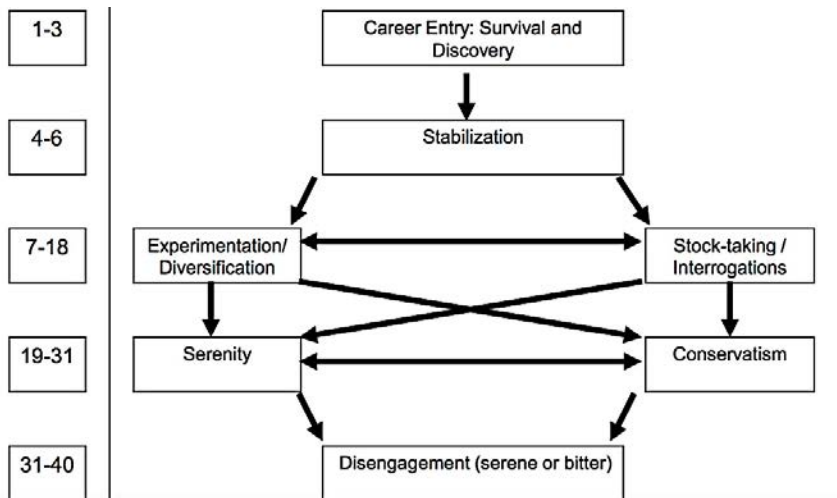 1-3
Career Entry: Survival and
Discovery
4-6
Stabilization
7-18
Experimentation/
Diversification
Stock-taking /
Interrogations
19-31
Serenity
Conservatism
31-40
Disengagement (serene or bitter)